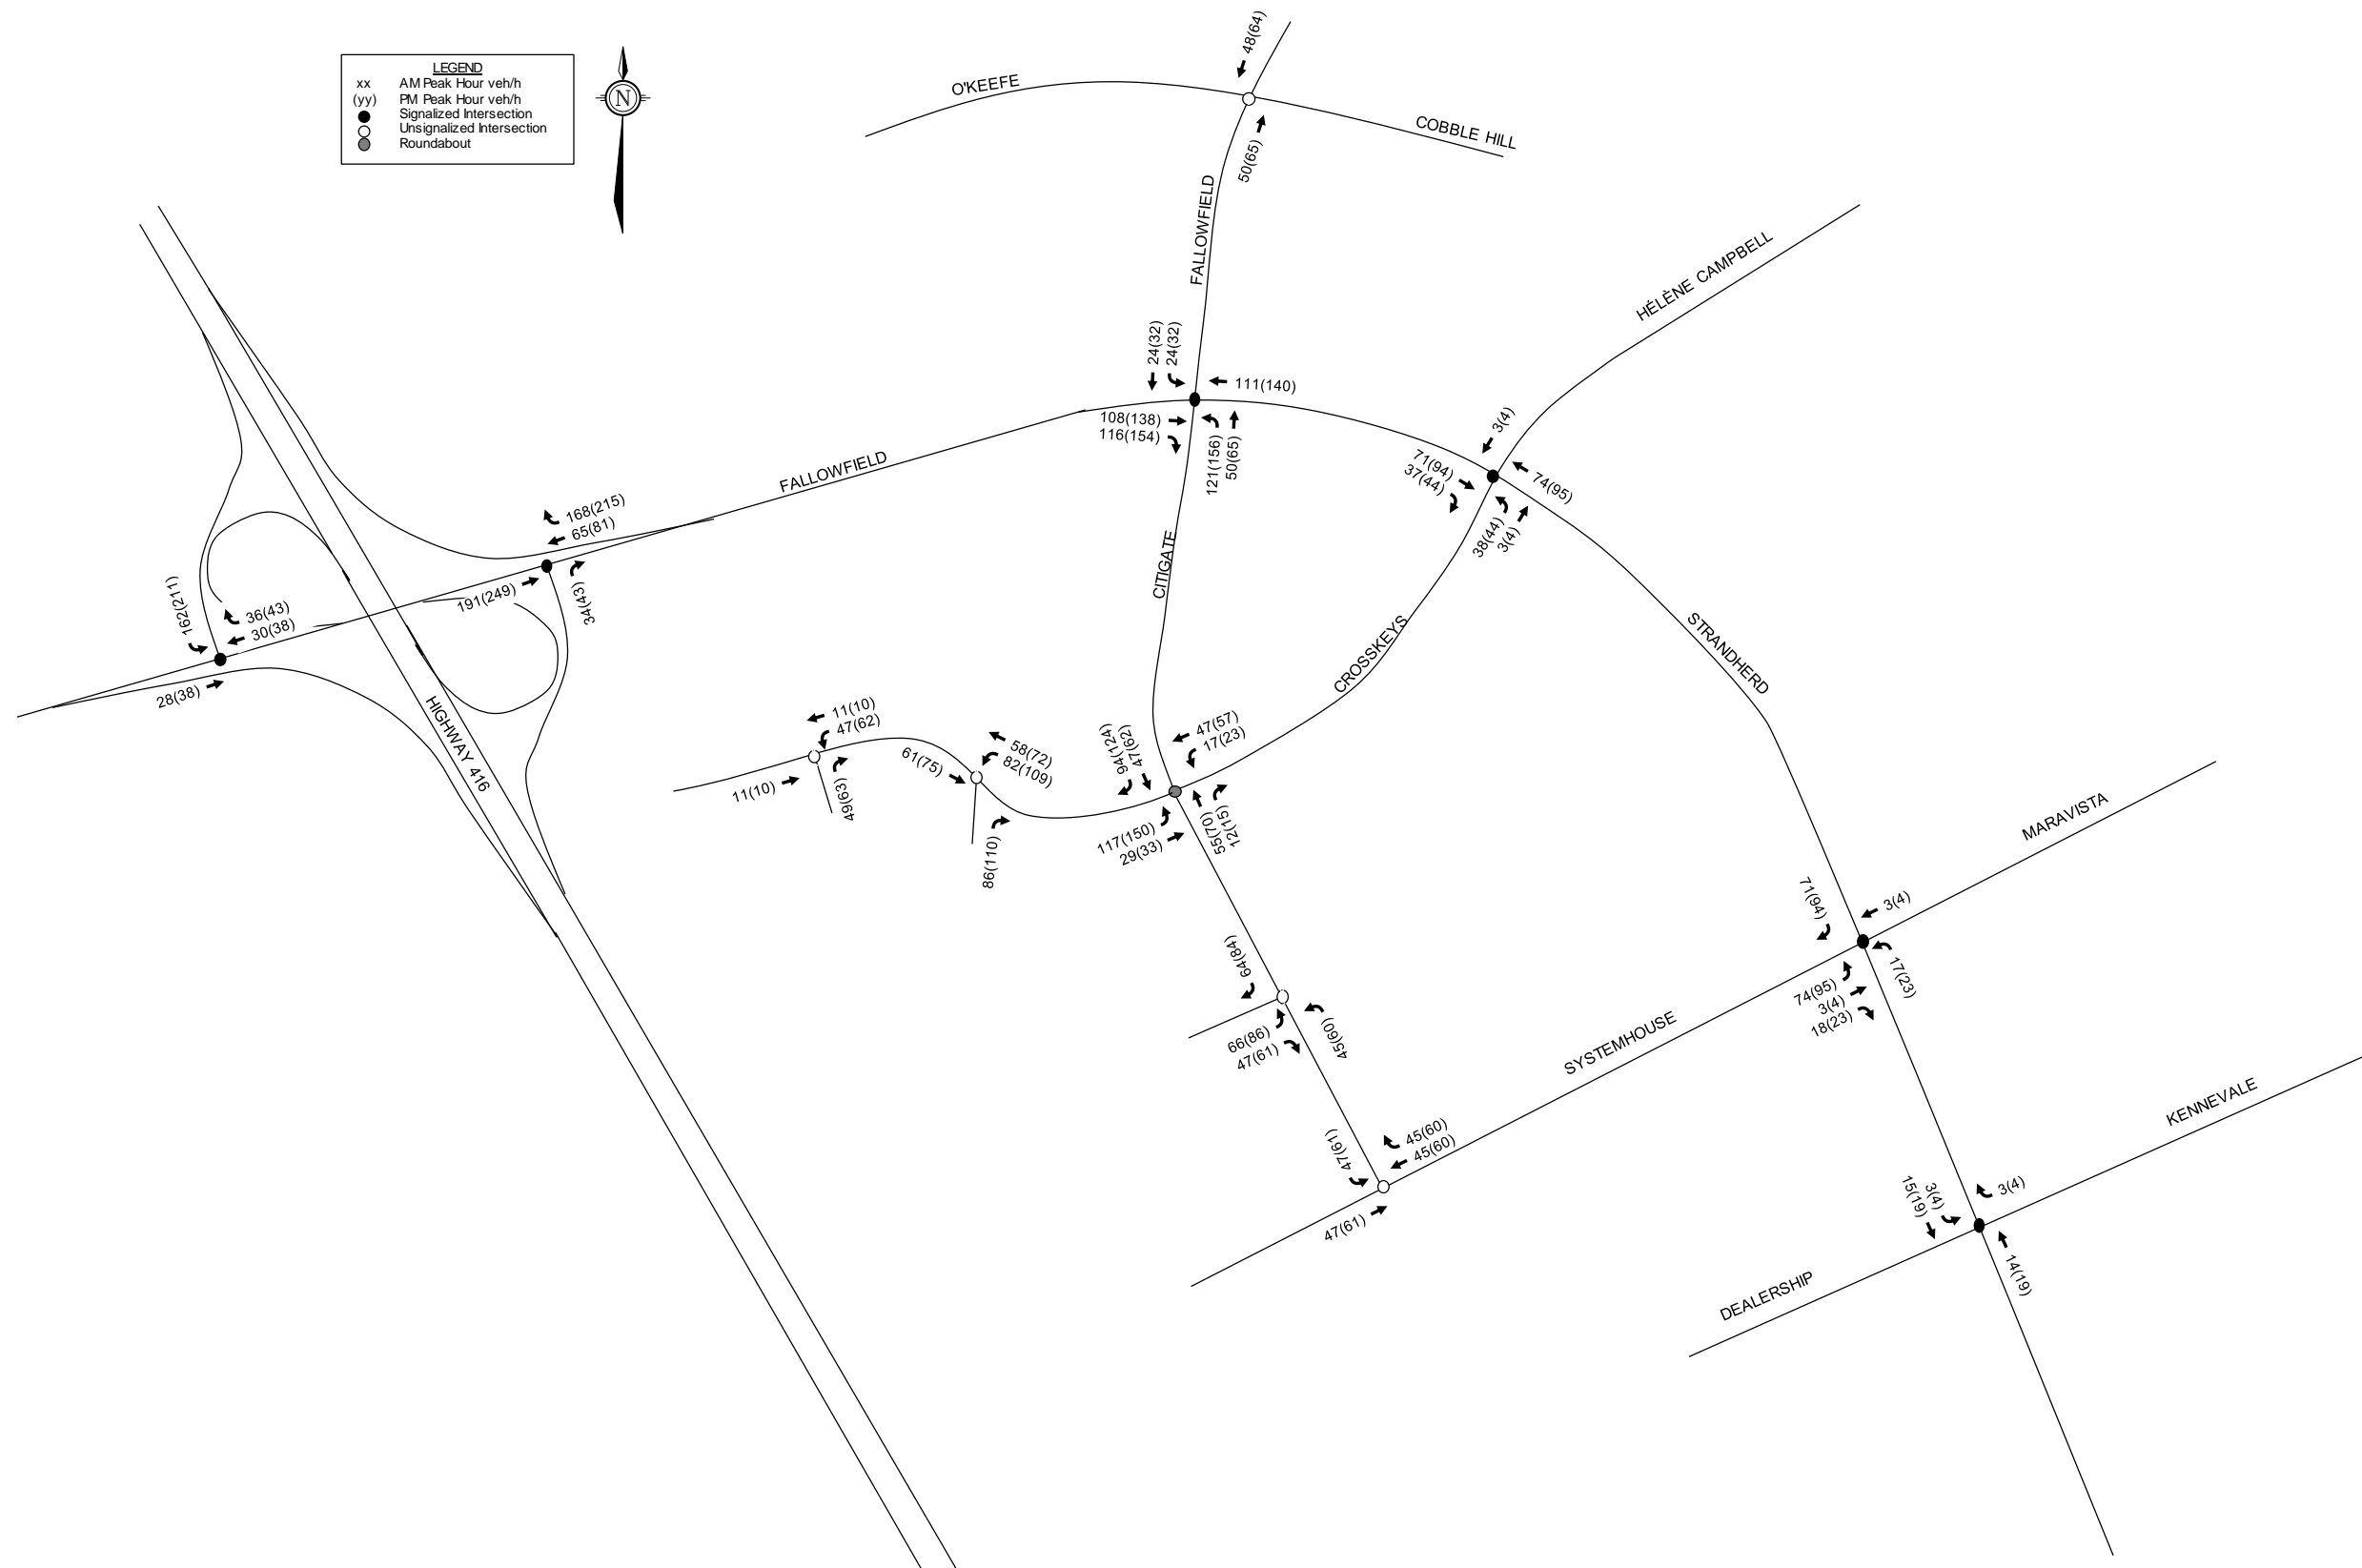 LEGEND
xx AM Peak Hour veh/h
(yy) PM Peak Hour veh/h
Signalized Intersection
Unsignalized Intersection
Roundabout
N
48(64)
O'KEEFE
COBBLE HILL
50(65)
FALLOWFIELD
HÉLÈNE CAMPBELL
24(32)
24(32)
111(140)
108(138)
116(154)
121(156)
50(65)
3(4)
71(94)
37(44)
74(95)
38(44)
3(4)
FALLOWFIELD
168(215)
65(81)
191(249)
34(43)
162(211)
36(43)
30(38)
28(38)
HIGHWAY 416
CITIGATE
CROSSKEYS
STRANDHERD
11(10)
47(62)
11(10)
49(63)
61(75)
58(72)
82(109)
86(110)
94(124)
47(62)
47(57)
17(23)
117(150)
29(33)
55(70)
12(15)
MARAVISTA
71(94)
3(4)
17(23)
74(95)
3(4)
18(23)
64(84)
66(86)
47(61)
45(60)
SYSTEMHOUSE
KENNEVALE
47(61)
45(60)
45(60)
47(61)
15(19)
3(4)
3(4)
14(19)
DEALERSHIP